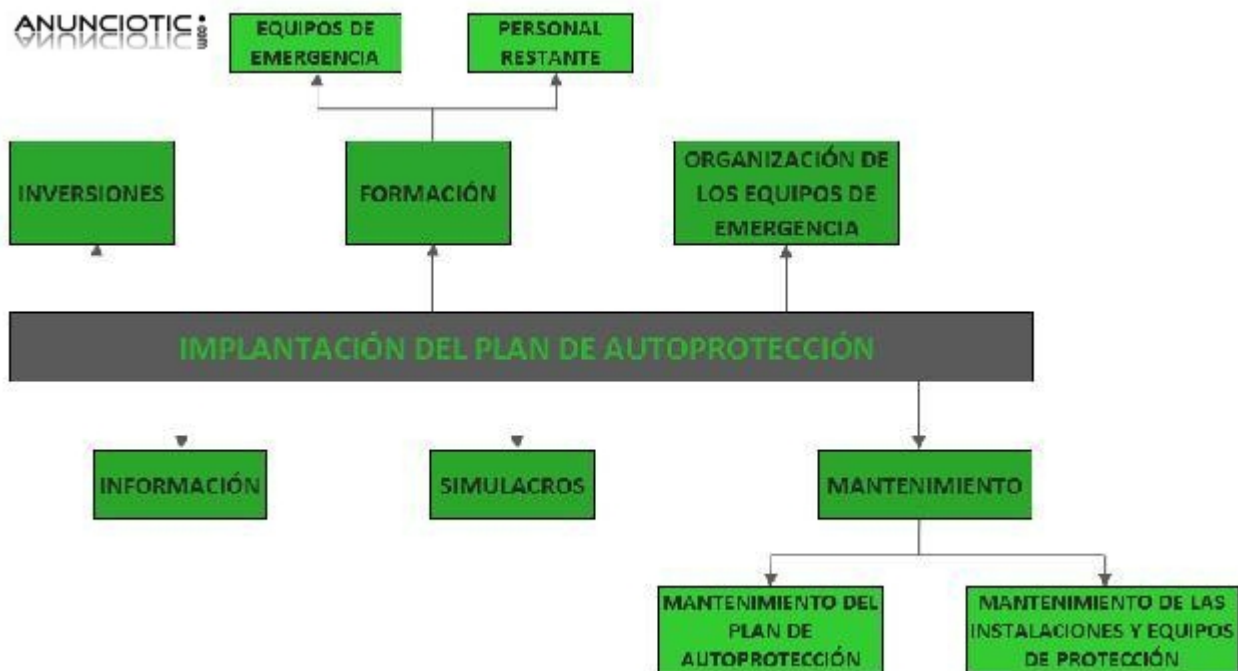 ANUNCIOTIC.com
EQUIPOS DE
EMERGENCIA
PERSONAL
RESTANTE
INVERSIONES
FORMACIÓN
ORGANIZACIÓN DE
LOS EQUIPOS DE
EMERGENCIA
IMPLANTACIÓN DEL PLAN DE AUTOPROTECCIÓN
INFORMACIÓN
SIMULACROS
MANTENIMIENTO
MANTENIMIENTO DEL
PLAN DE
AUTOPROTECCIÓN
MANTENIMIENTO DE LAS
INSTALACIONES Y EQUIPOS
DE PROTECCIÓN